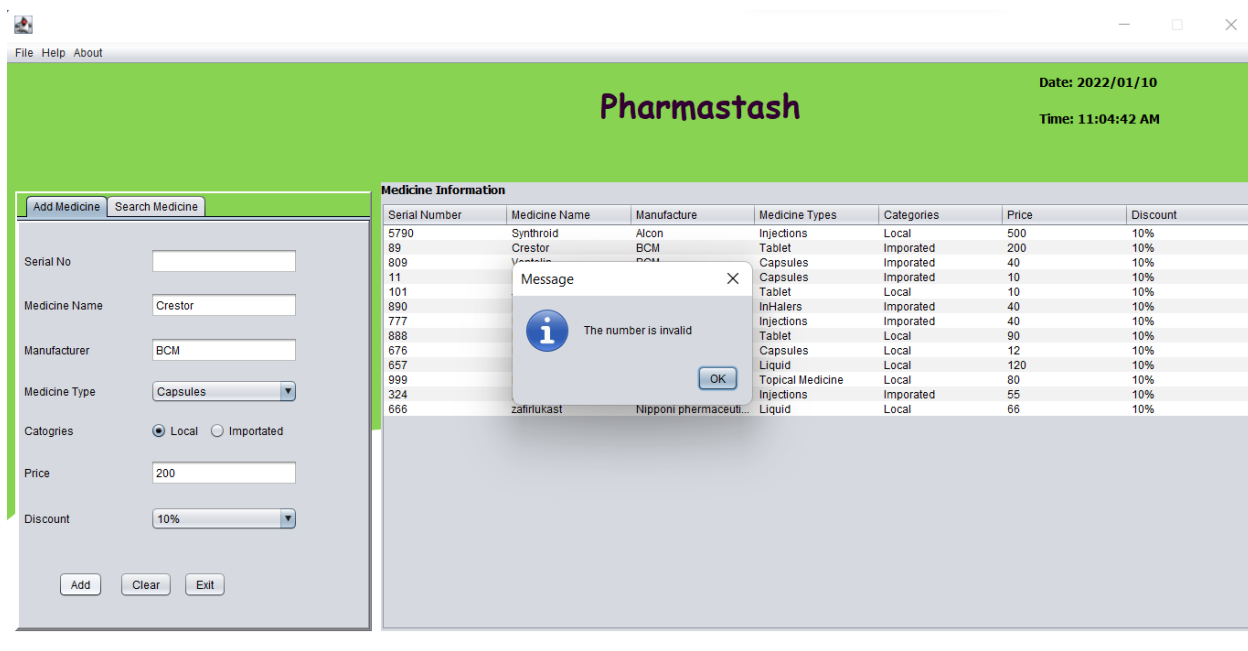 File Help About
Pharmastash
Date: 2022/01/10
Time: 11:04:42 AM
Add Medicine Search Medicine
Serial No
Medicine Name Crestor
Manufacturer BCM
Medicine Type Capsules
Catogries Local Importated
Price 200
Discount 10%
Add Clear Exit
Medicine Information
Serial Number Medicine Name Manufacture Medicine Types Categories Price Discount
5790 Synthroid Alcon Injections Local 500 10%
89 Crestor BCM Tablet Imporated 200 10%
809 Ventolin BCM Capsules Imporated 40 10%
11 Capsules Imporated 10 10%
101 Tablet Local 10 10%
890 InHalers Imporated 40 10%
777 Injections Imporated 40 10%
888 Tablet Local 90 10%
676 Capsules Local 12 10%
657 Liquid Local 120 10%
999 Topical Medicine Local 80 10%
324 Injections Imporated 55 10%
666 zafirlukast Nipponi phermaceuti... Liquid Local 66 10%
Message
The number is invalid
OK